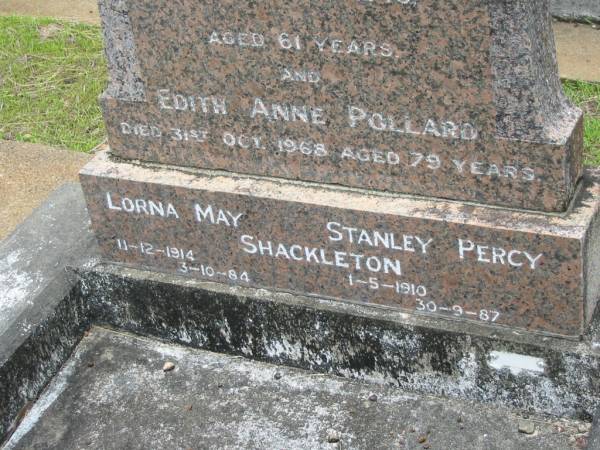 AGED 61 YEARS.
AND
EDITH ANNE POLLARD
DIED 31ST OCT. 1968 AGED 79 YEARS.
LORNA MAY STANLEY PERCY
SHACKLETON
11-12-1914 1-5-1910
3-10-84 30-9-87